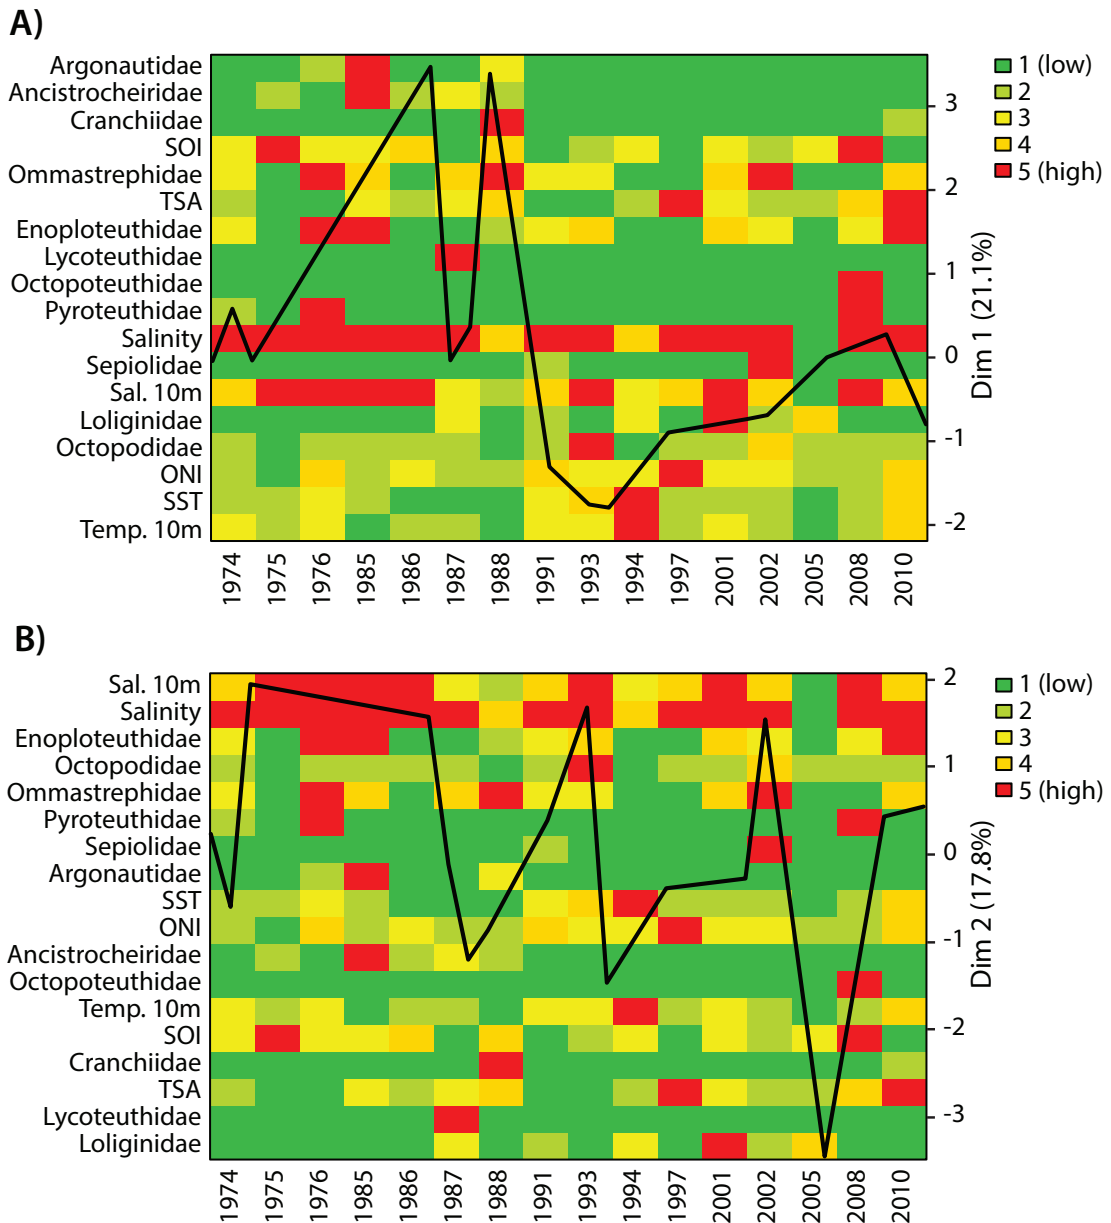 A)
Argonautidae
Ancistrocheiridae
Cranchiidae
SOI
Ommastrephidae
TSA
Enoploteuthidae
Lycoteuthidae
Octopoteuthidae
Pyroteuthidae
Salinity
Sepiolidae
Sal. 10m
Loliginidae
Octopodidae
ONI
SST
Temp. 10m
3
2
1
0
-1
-2
Dim 1 (21.1%)
1 (low)
2
3
4
5 (high)
1974 1975 1976 1985 1986 1987 1988 1991 1993 1994 1997 2001 2002 2005 2008 2010
B)
Sal. 10m
Salinity
Enoploteuthidae
Octopodidae
Ommastrephidae
Pyroteuthidae
Sepiolidae
Argonautidae
SST
ONI
Ancistrocheiridae
Octopoteuthidae
Temp. 10m
SOI
Cranchiidae
TSA
Lycoteuthidae
Loliginidae
2
1
0
-1
-2
-3
Dim 2 (17.8%)
1 (low)
2
3
4
5 (high)
1974 1975 1976 1985 1986 1987 1988 1991 1993 1994 1997 2001 2002 2005 2008 2010